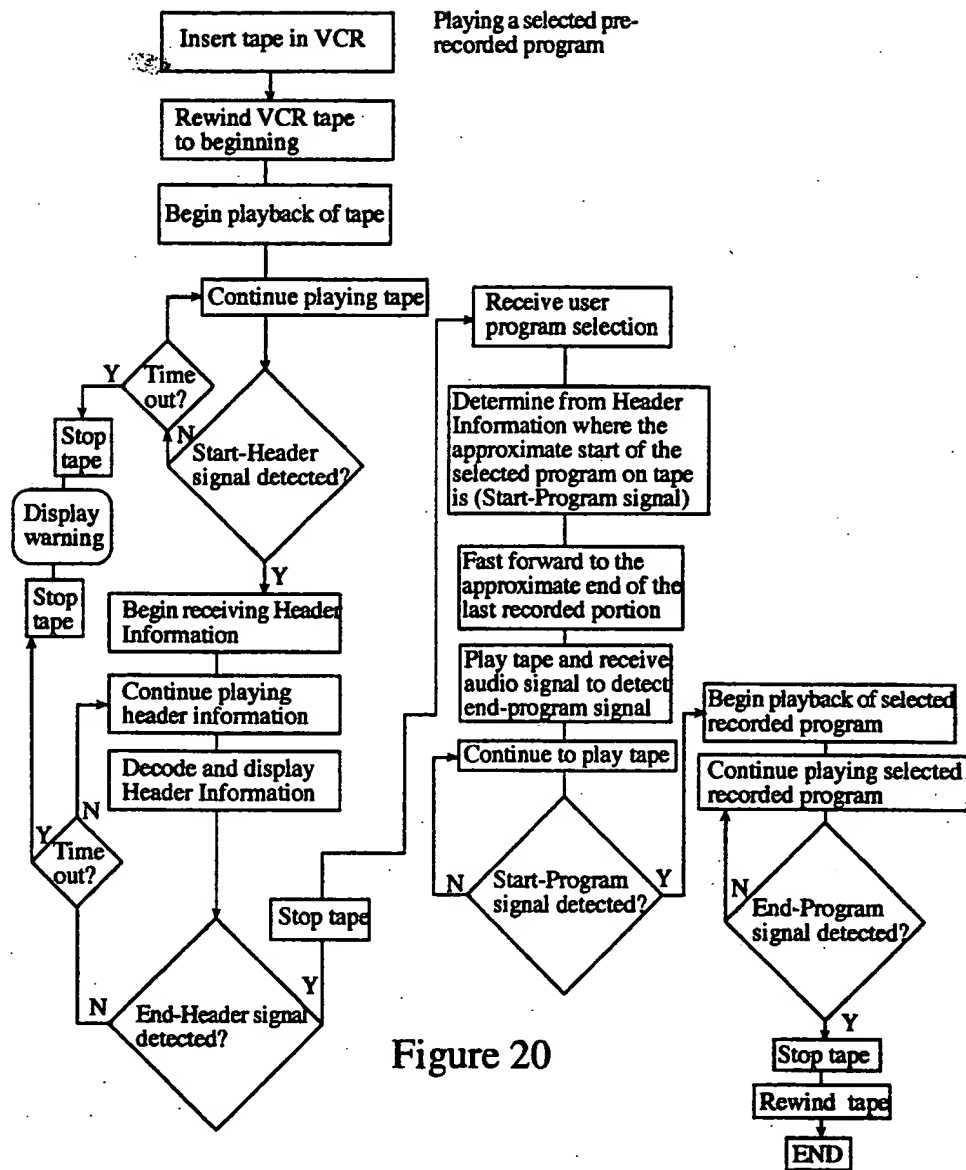 Playing a selected pre-
recorded program
Insert tape in VCR
Rewind VCR tape
to beginning
Begin playback of tape
Continue playing tape
Y
Time
out?
N
Start-Header
signal detected?
Stop
tape
Display
warning
Stop
tape
Y
Begin receiving Header
Information
Continue playing
header information
Decode and display
Header Information
N
Y
Time
out?
N
End-Header signal
detected?
Y
Stop tape
Receive user
program selection
Determine from Header
Information where the
approximate start of the
selected program on tape
is (Start-Program signal)
Fast forward to the
approximate end of the
last recorded portion
Play tape and receive
audio signal to detect
end-program signal
Continue to play tape
N
Start-Program
signal detected?
Y
Begin playback of selected
recorded program
Continue playing selected
recorded program
N
End-Program
signal detected?
Y
Stop tape
Rewind tape
END
Figure 20